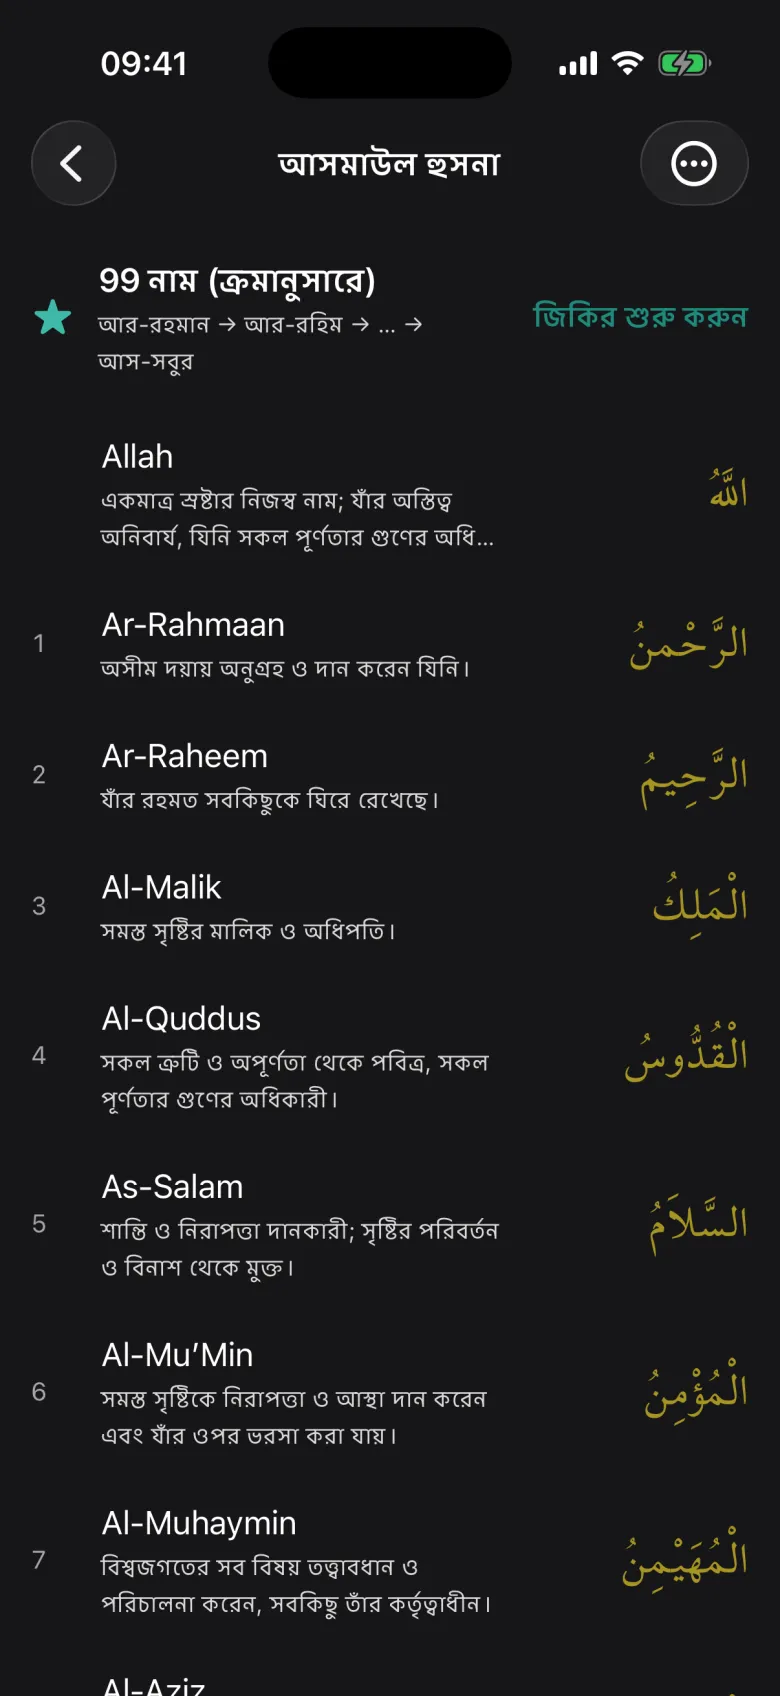 09:41
আসমাউল হুসনা
99 নাম (ক্রমানুসারে)
আর-রহমান → আর-রহিম → ... →
আস-সবুর
জিকির শুরু করুন
Allah
একমাত্র স্রষ্টার নিজস্ব নাম; যাঁর অস্তিত্ব
অনিবার্য, যিনি সকল পূর্ণতার গুণের অধি...
اللَّهُ
1
Ar-Rahmaan
অসীম দয়ায় অনুগ্রহ ও দান করেন যিনি।
الرَّحْمنُ
2
Ar-Raheem
যাঁর রহমত সবকিছুকে ঘিরে রেখেছে।
الرَّحِيمُ
3
Al-Malik
সমস্ত সৃষ্টির মালিক ও অধিপতি।
الْمَلِكُ
4
Al-Quddus
সকল ত্রুটি ও অপূর্ণতা থেকে পবিত্র, সকল
পূর্ণতার গুণের অধিকারী।
الْقُدُّوسُ
5
As-Salam
শান্তি ও নিরাপত্তা দানকারী; সৃষ্টির পরিবর্তন
ও বিনাশ থেকে মুক্ত।
السَّلاَمُ
6
Al-Mu’Min
সমস্ত সৃষ্টিকে নিরাপত্তা ও আস্থা দান করেন
এবং যাঁর ওপর ভরসা করা যায়।
الْمُؤْمِنُ
7
Al-Muhaymin
বিশ্বজগতের সব বিষয় তত্ত্বাবধান ও
পরিচালনা করেন, সবকিছু তাঁর কর্তৃত্বাধীন।
الْمُهَيْمِنُ
Al-Aziz